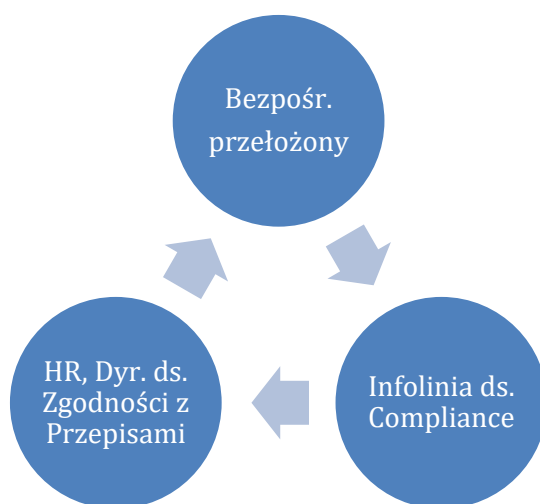 Bezpośr.
przełożony
Infolinia ds.
Compliance
HR, Dyr. ds.
Zgodności z
Przepisami